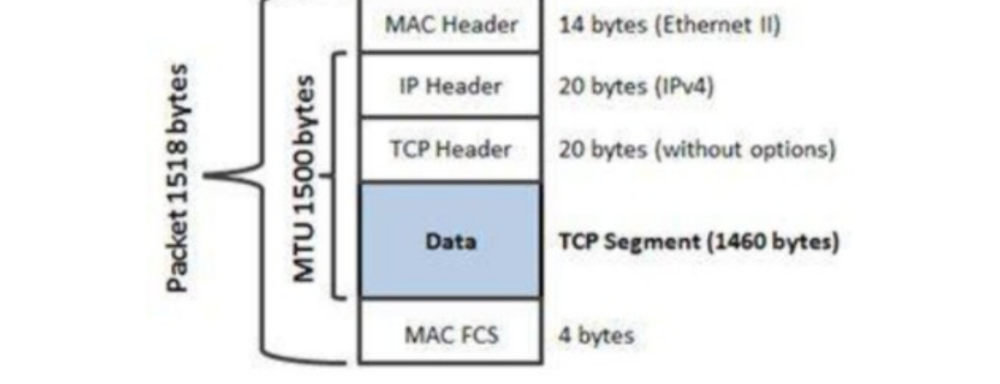 Packet 1518 bytes
MTU 1500 bytes
MAC Header 14 bytes (Ethernet II)
IP Header 20 bytes (IPv4)
TCP Header 20 bytes (without options)
Data TCP Segment (1460 bytes)
MAC FCS 4 bytes